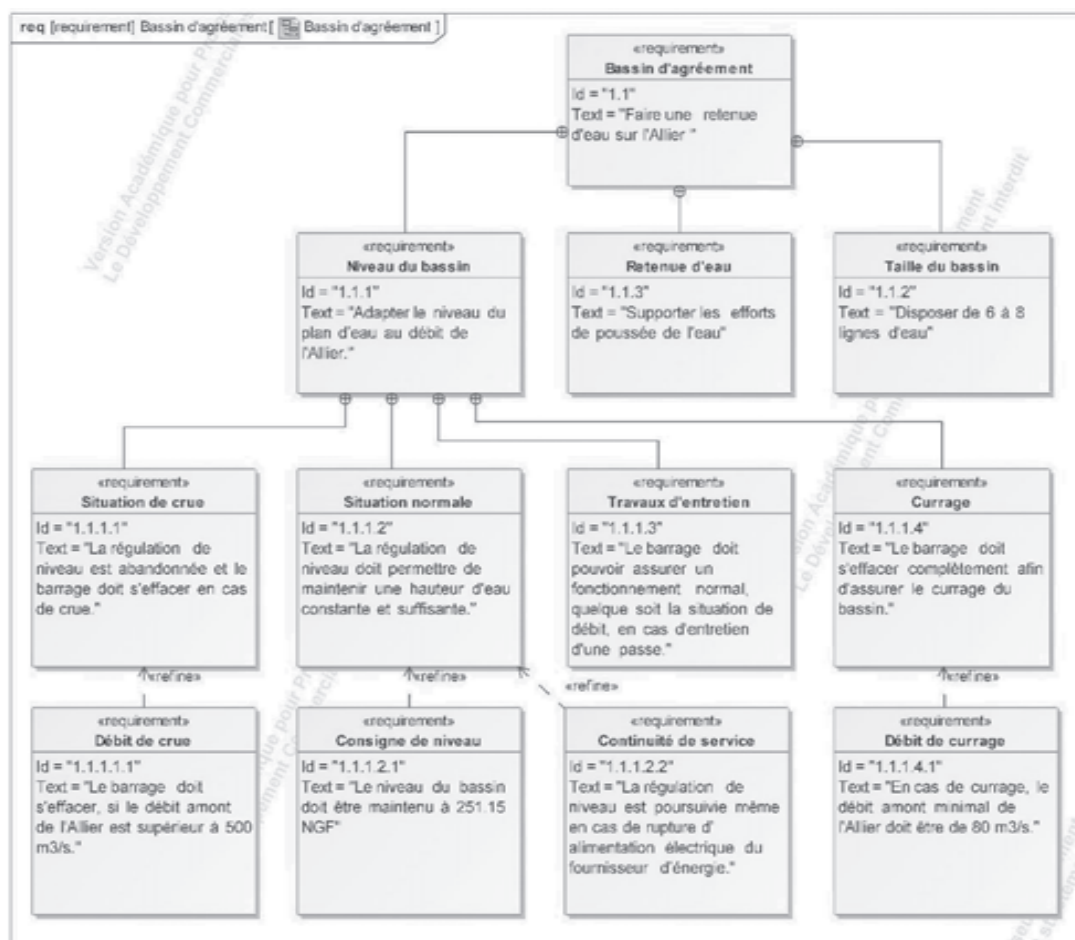 req [requirement] Bassin d'agréement [ Bassin d'agréement ]
«requirement»
Bassin d'agréement
Id = "1.1"
Text = "Faire une retenue
d'eau sur l'Allier "
«requirement»
Niveau du bassin
Id = "1.1.1"
Text = "Adapter le niveau du
plan d'eau au débit de
l'Allier."
«requirement»
Retenue d'eau
Id = "1.1.3"
Text = "Supporter les efforts
de poussée de l'eau"
«requirement»
Taille du bassin
Id = "1.1.2"
Text = "Disposer de 6 à 8
lignes d'eau"
«requirement»
Situation de crue
Id = "1.1.1.1"
Text = "La régulation de
niveau est abandonnée et le
barrage doit s'effacer en cas
de crue."
«requirement»
Situation normale
Id = "1.1.1.2"
Text = "La régulation de
niveau doit permettre de
maintenir une hauteur d'eau
constante et suffisante."
«requirement»
Travaux d'entretien
Id = "1.1.1.3"
Text = "Le barrage doit
pouvoir assurer un
fonctionnement normal,
quelque soit la situation de
débit, en cas d'entretien
d'une passe."
«requirement»
Currage
Id = "1.1.1.4"
Text = "Le barrage doit
s'effacer complètement afin
d'assurer le currage du
bassin."
«refine»
«refine»
«refine»
«refine»
«requirement»
Débit de crue
Id = "1.1.1.1.1"
Text = "Le barrage doit
s'effacer, si le débit amont
de l'Allier est supérieur à 500
m3/s."
«requirement»
Consigne de niveau
Id = "1.1.1.2.1"
Text = "Le niveau du bassin
doit être maintenu à 251.15
NGF"
«requirement»
Continuité de service
Id = "1.1.1.2.2"
Text = "La régulation de
niveau est poursuivie même
en cas de rupture d'
alimentation électrique du
fournisseur d'énergie."
«requirement»
Débit de currage
Id = "1.1.1.4.1"
Text = "En cas de currage, le
débit amont minimal de
l'Allier doit être de 80 m3/s."
Version Académique pour
Le Développement Commercial